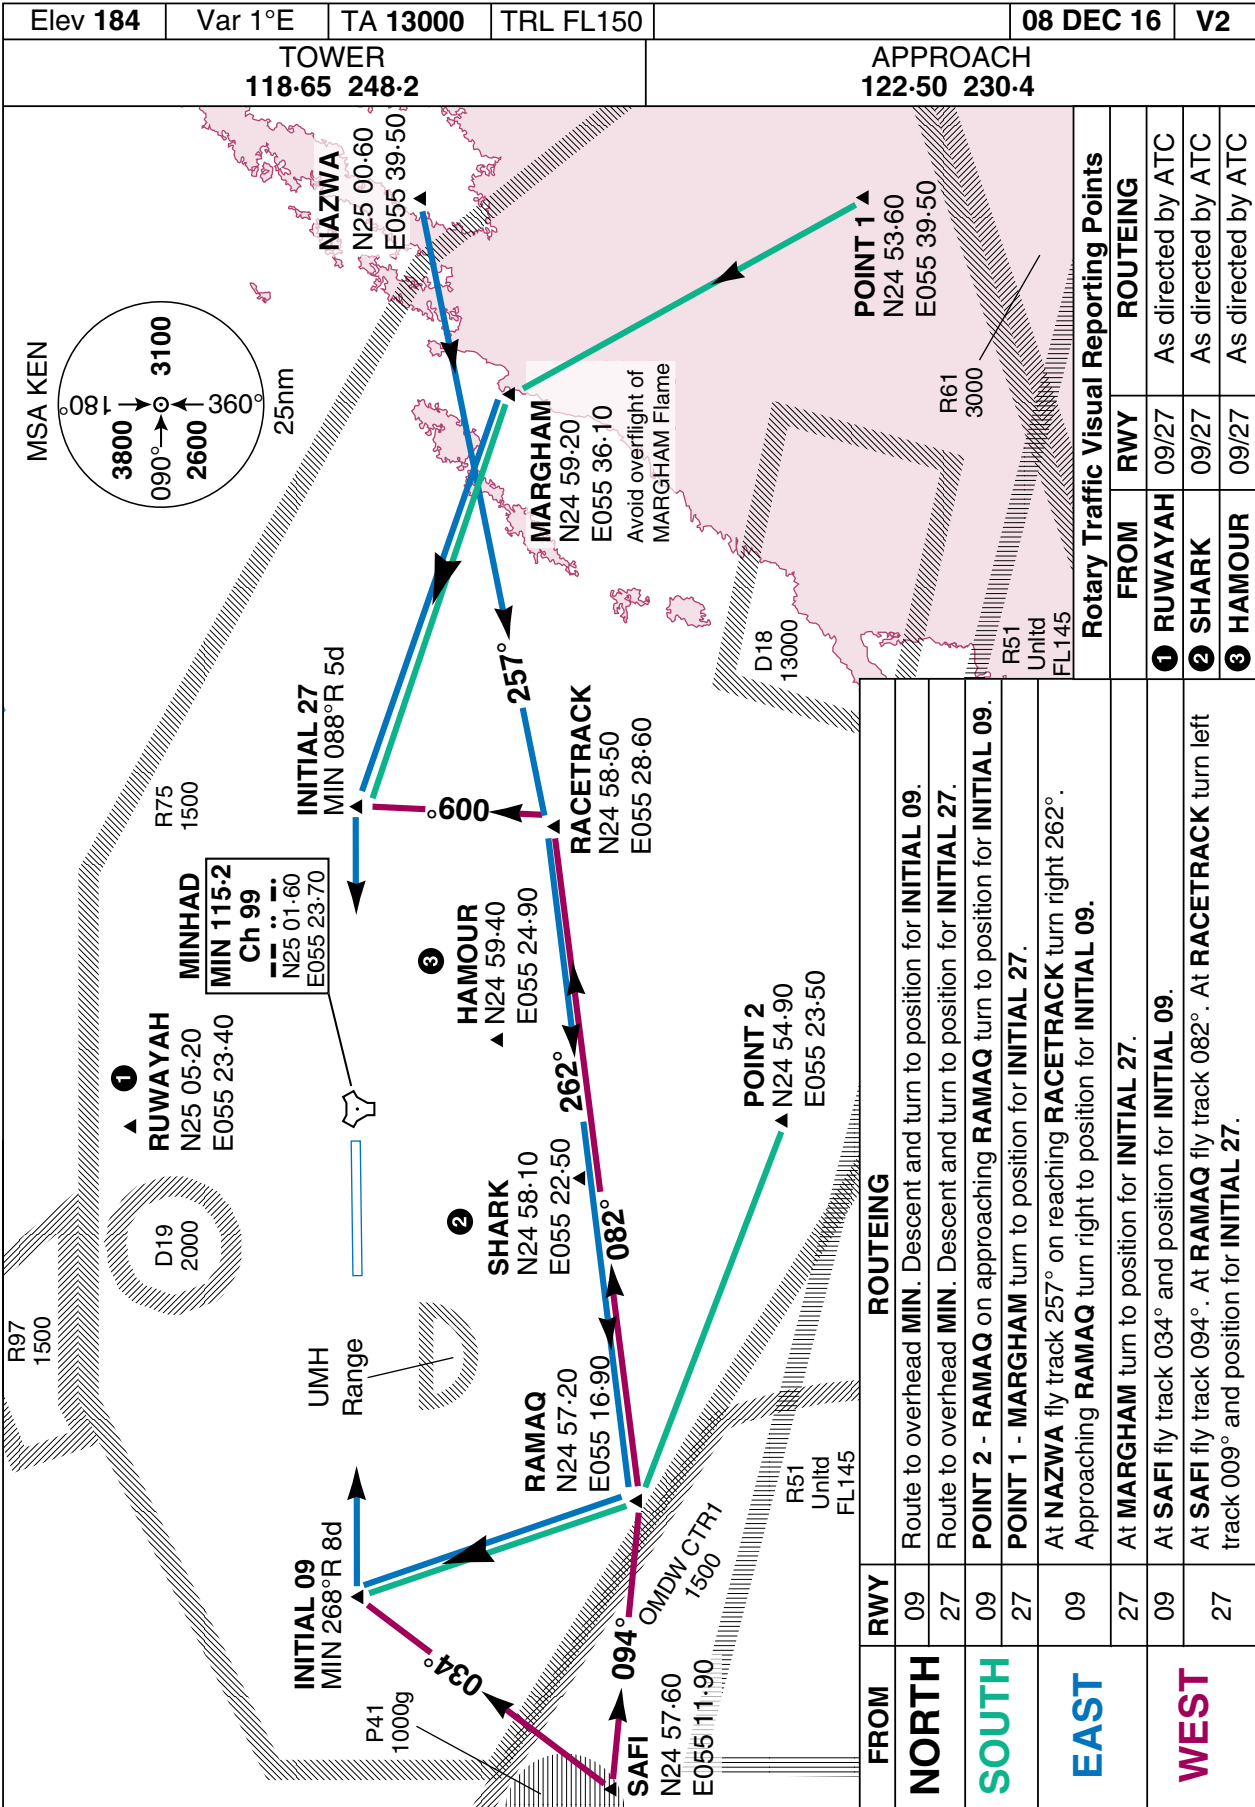 Elev 184
Var 1°E
TA 13000
TRL FL150
08 DEC 16
V2
TOWER
118·65 248·2
APPROACH
122·50 230·4
MSA KEN
180°
3800
3100
090°
360°
2600
25nm
NAZWA
N25 00·60
E055 39·50
POINT 1
N24 53·60
E055 39·50
MARGHAM
N24 59·20
E055 36·10
Avoid overflight of
MARGHAM Flame
R61
3000
D18
13000
R51
Unltd
FL145
R75
1500
INITIAL 27
MIN 088°R 5d
257°
009°
RACETRACK
N24 58·50
E055 28·60
MINHAD
MIN 115·2
Ch 99
N25 01·60
E055 23·70
1
RUWAYAH
N25 05·20
E055 23·40
3
HAMOUR
N24 59·40
E055 24·90
262°
POINT 2
N24 54·90
E055 23·50
D19
2000
2
SHARK
N24 58·10
E055 22·50
082°
R97
1500
UMH
Range
RAMAQ
N24 57·20
E055 16·90
R51
Unltd
FL145
OMDW CTR1
1500
INITIAL 09
MIN 268°R 8d
034°
094°
P41
1000g
SAFI
N24 57·60
E055 11·90
FROM RWY ROUTEING
NORTH
09 Route to overhead MIN. Descent and turn to position for INITIAL 09.
27 Route to overhead MIN. Descent and turn to position for INITIAL 27.
SOUTH
09 POINT 2 - RAMAQ on approaching RAMAQ turn to position for INITIAL 09.
27 POINT 1 - MARGHAM turn to position for INITIAL 27.
EAST
09 At NAZWA fly track 257° on reaching RACETRACK turn right 262°.
Approaching RAMAQ turn right to position for INITIAL 09.
27 At MARGHAM turn to position for INITIAL 27.
WEST
09 At SAFI fly track 034° and position for INITIAL 09.
27 At SAFI fly track 094°. At RAMAQ fly track 082°. At RACETRACK turn left
track 009° and position for INITIAL 27.
Rotary Traffic Visual Reporting Points
FROM RWY ROUTEING
1 RUWAYAH 09/27 As directed by ATC
2 SHARK 09/27 As directed by ATC
3 HAMOUR 09/27 As directed by ATC